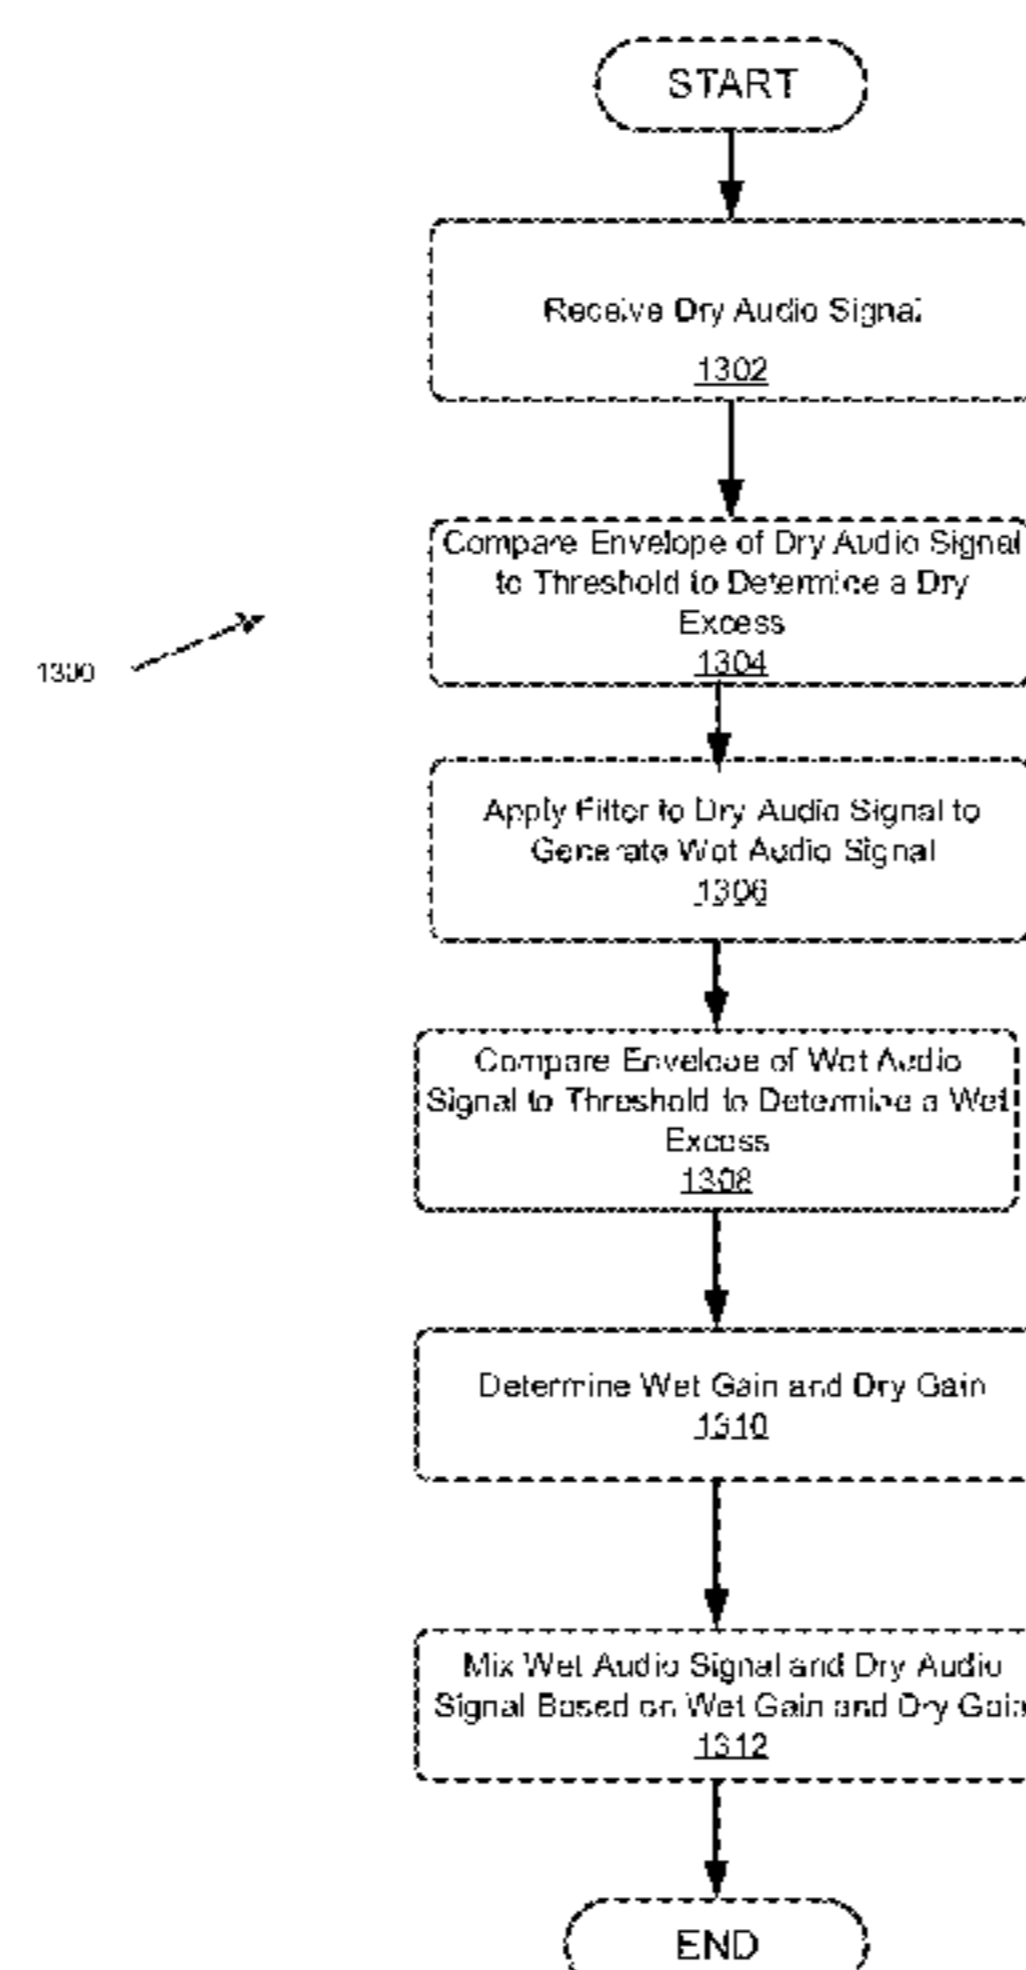 START
Receive Dry Audio Signal
1302
Compare Envelope of Dry Audio Signal
to Threshold to Determine a Dry
Excess
1304
1300
Apply Filter to Dry Audio Signal to
Generate Wet Audio Signal
1306
Compare Envelope of Wet Audio
Signal to Threshold to Determine a Wet
Excess
1308
Determine Wet Gain and Dry Gain
1310
Mix Wet Audio Signal and Dry Audio
Signal Based on Wet Gain and Dry Gain
1312
END